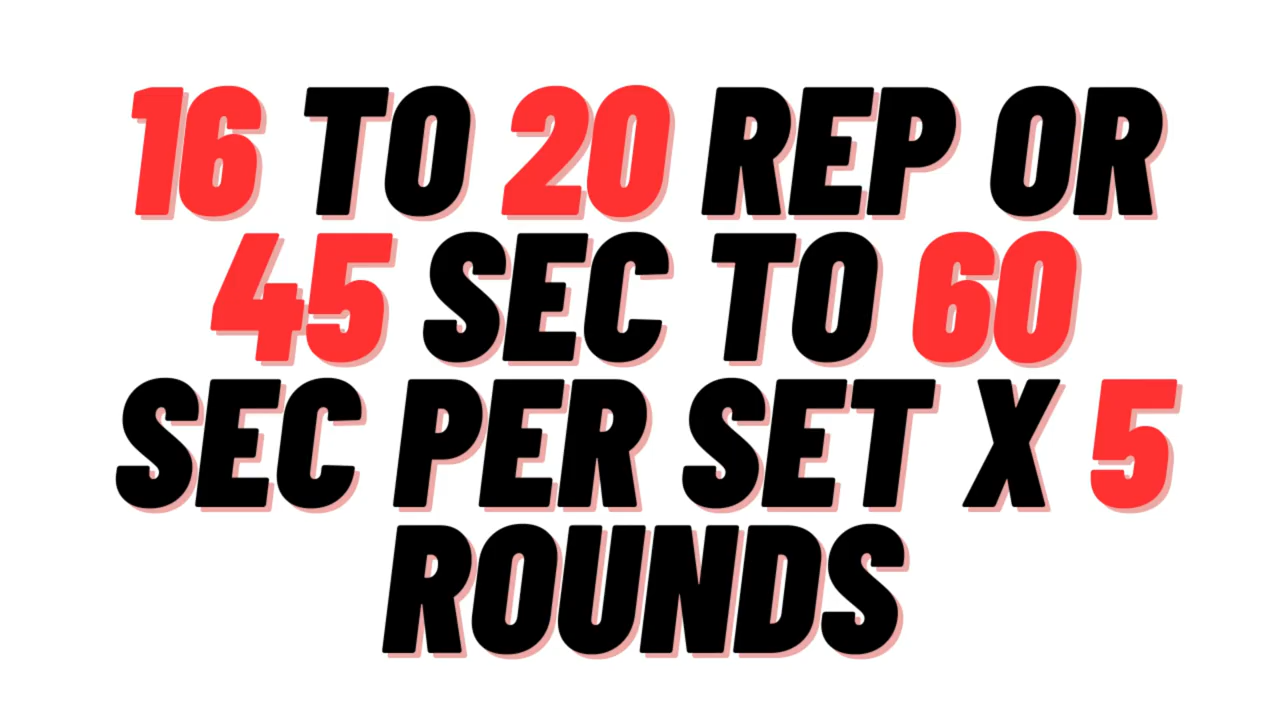 16 TO 20 REP OR
45 SEC TO 60
SEC PER SET X 5
ROUNDS